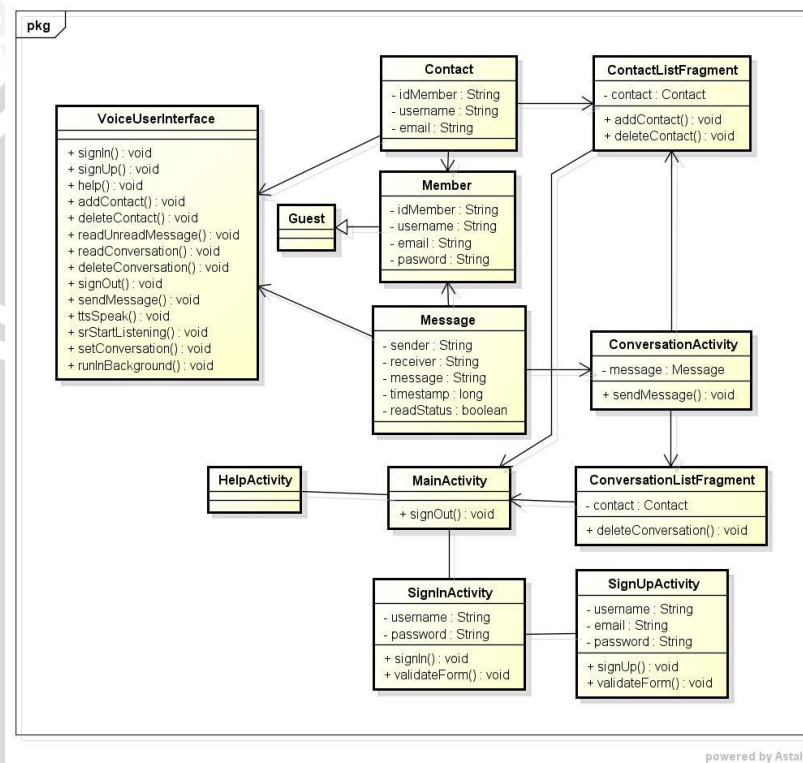 pkg
Contact
- idMember : String
- username : String
- email : String
ContactListFragment
- contact : Contact
+ addContact() : void
+ deleteContact() : void
VoiceUserInterface
+ signIn() : void
+ signUp() : void
+ help() : void
+ addContact() : void
+ deleteContact() : void
+ readUnreadMessage() : void
+ readConversation() : void
+ deleteConversation() : void
+ signOut() : void
+ sendMessage() : void
+ ttsSpeak() : void
+ srStartListening() : void
+ setConversation() : void
+ runInBackground() : void
Guest
Member
- idMember : String
- username : String
- email : String
- pasword : String
Message
- sender : String
- receiver : String
- message : String
- timestamp : long
- readStatus : boolean
ConversationActivity
- message : Message
+ sendMessage() : void
HelpActivity
MainActivity
+ signOut() : void
ConversationListFragment
- contact : Contact
+ deleteConversation() : void
SignInActivity
- username : String
- password : String
+ signIn() : void
+ validateForm() : void
SignUpActivity
- username : String
- email : String
- password : String
+ signUp() : void
+ validateForm() : void
powered by Astah